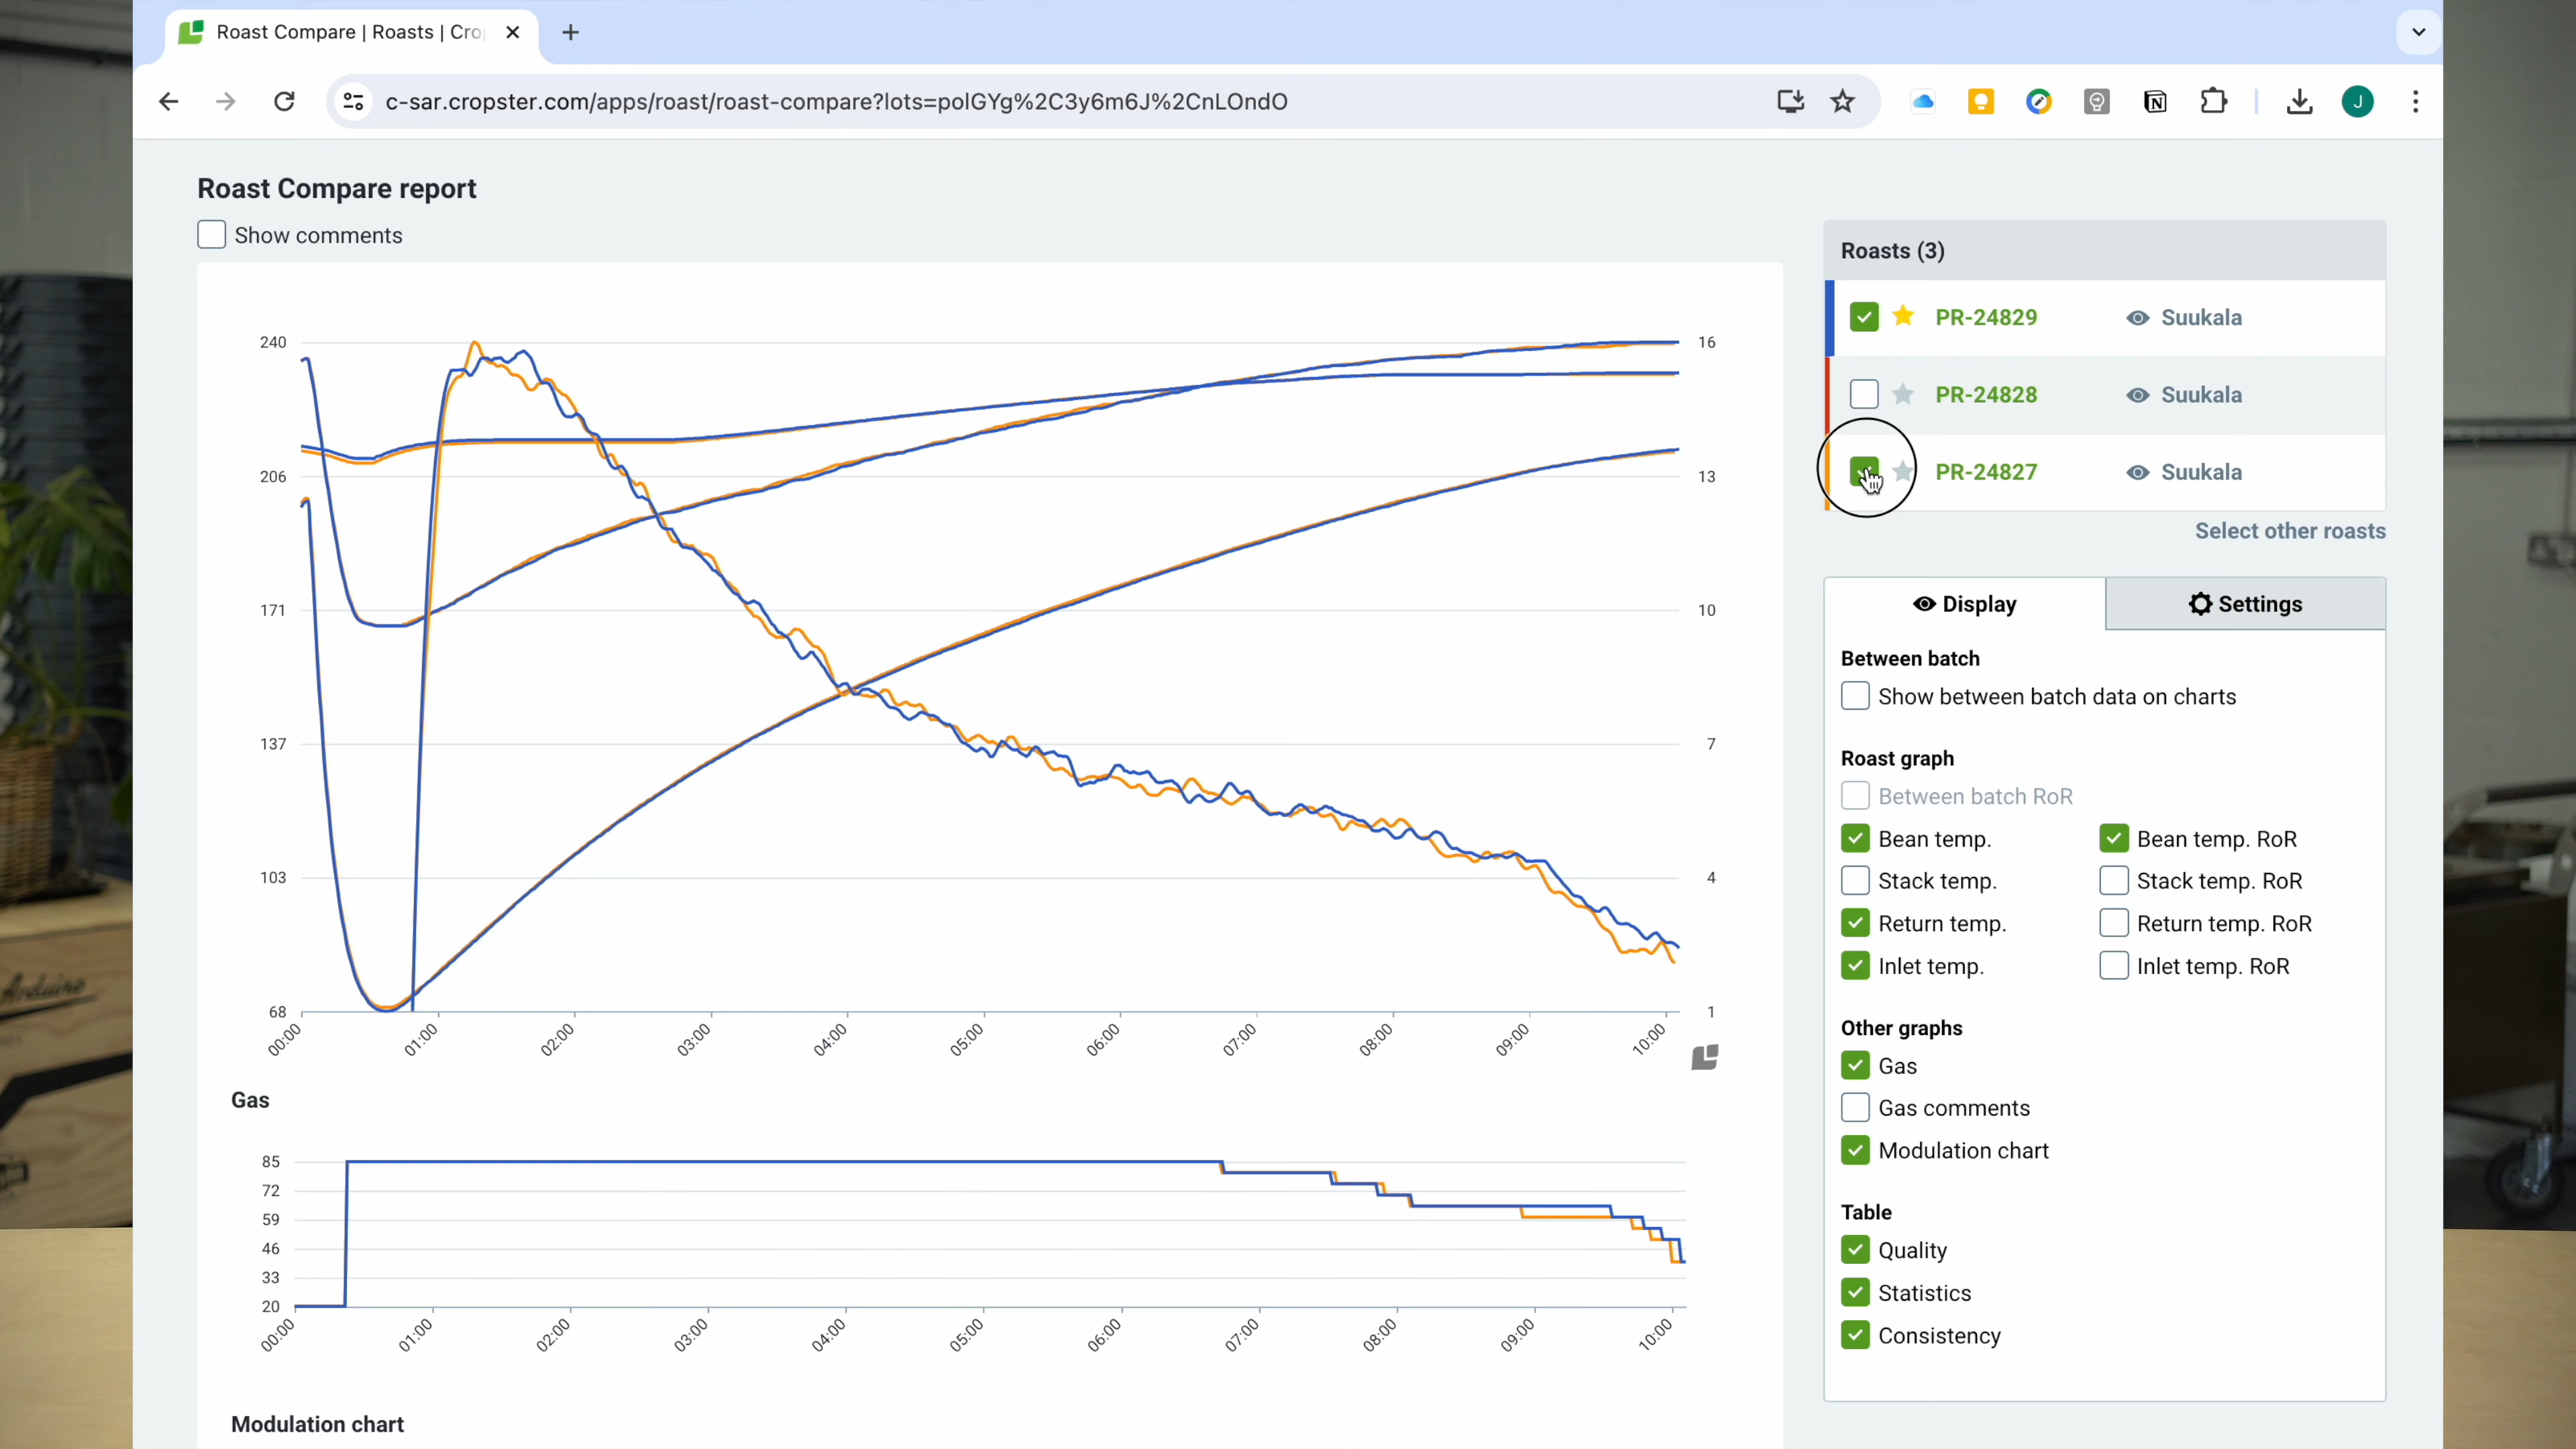 Roast Compare | Roasts | Cro
c-sar.cropster.com/apps/roast/roast-compare?lots=polGYg%2C3y6m6J%2CnLOndO
J
Roast Compare report
Show comments
240
206
171
137
103
68
16
13
10
7
4
1
00:00
01:00
02:00
03:00
04:00
05:00
06:00
07:00
08:00
09:00
10:00
Gas
85
72
59
46
33
20
00:00
01:00
02:00
03:00
04:00
05:00
06:00
07:00
08:00
09:00
10:00
Modulation chart
Roasts (3)
PR-24829 Suukala
PR-24828 Suukala
PR-24827 Suukala
Select other roasts
Display
Settings
Between batch
Show between batch data on charts
Roast graph
Between batch RoR
Bean temp. Bean temp. RoR
Stack temp. Stack temp. RoR
Return temp. Return temp. RoR
Inlet temp. Inlet temp. RoR
Other graphs
Gas
Gas comments
Modulation chart
Table
Quality
Statistics
Consistency
Arduino